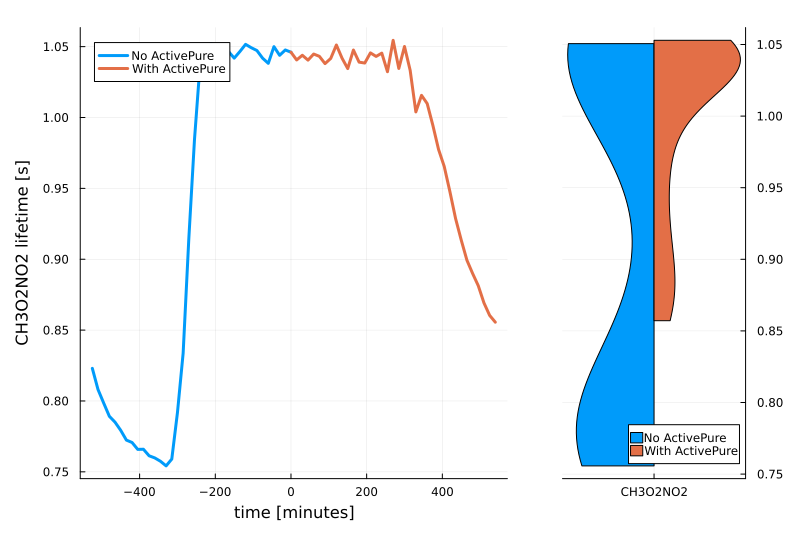 CH3O2NO2 lifetime [s]
1.05
1.00
0.95
0.90
0.85
0.80
0.75
No ActivePure
With ActivePure
−400
−200
0
200
400
time [minutes]
1.05
1.00
0.95
0.90
0.85
0.80
0.75
No ActivePure
With ActivePure
CH3O2NO2